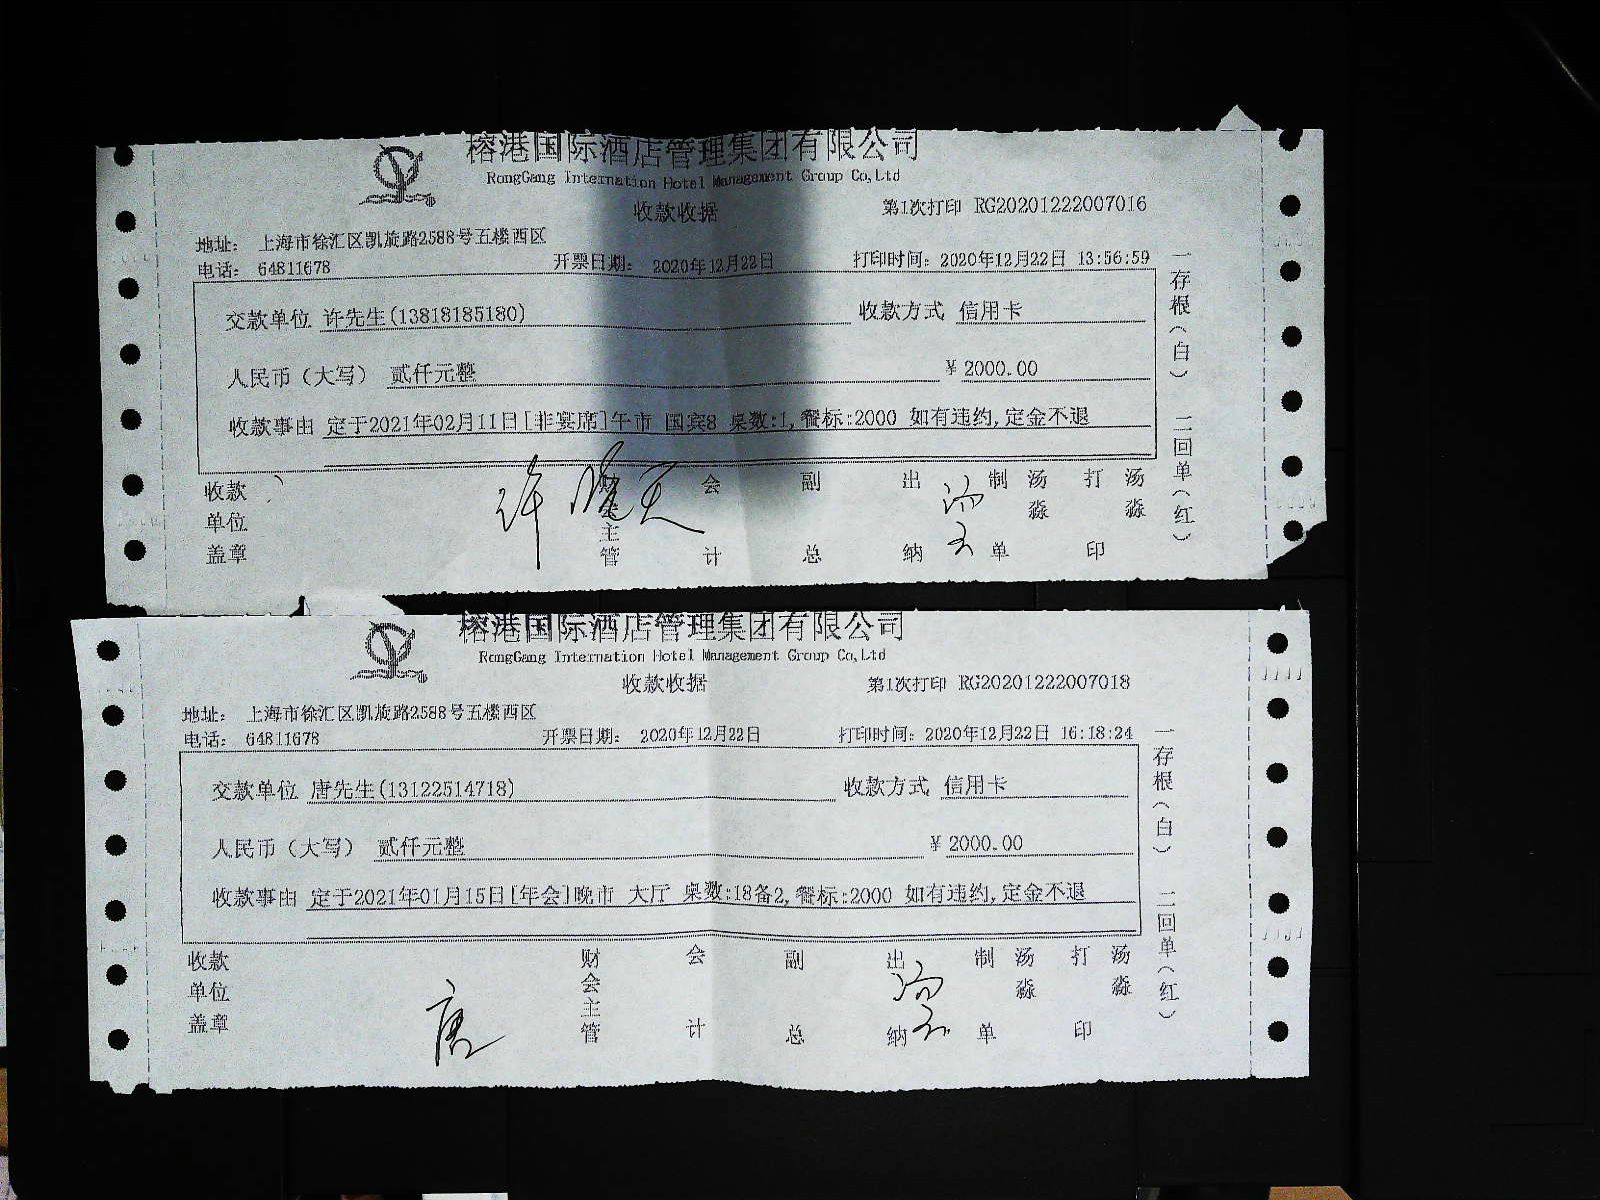 榕港国际酒店管理集团有限公司
RongGang Internation Hotel Management Group Co,Ltd
收款收据
第1次打印 RG20201222007016
地址： 上海市徐汇区凯旋路2588号五楼西区
电话： 64811678
开票日期： 2020年12月22日
打印时间：2020年12月22日 13:56:59
交款单位 许先生(13818185180)
收款方式 信用卡
人民币（大写） 贰仟元整
¥ 2000.00
收款事由 定于2021年02月11日[非宴席]午市 国宾8 桌数:1,餐标:2000 如有违约,定金不退
一存根（白） 二回单（红）
收款单位盖章
财会主管
会计
副总
出纳
制单 汤淼
打印 汤淼
榕港国际酒店管理集团有限公司
RongGang Internation Hotel Management Group Co,Ltd
收款收据
第1次打印 RG20201222007018
地址： 上海市徐汇区凯旋路2588号五楼西区
电话： 64811678
开票日期： 2020年12月22日
打印时间：2020年12月22日 16:18:24
交款单位 唐先生(13122514718)
收款方式 信用卡
人民币（大写） 贰仟元整
¥ 2000.00
收款事由 定于2021年01月15日[年会]晚市 大厅 桌数:18备2,餐标:2000 如有违约,定金不退
一存根（白） 二回单（红）
收款单位盖章
唐
财会主管
会计
副总
出纳
制单 汤淼
打印 汤淼